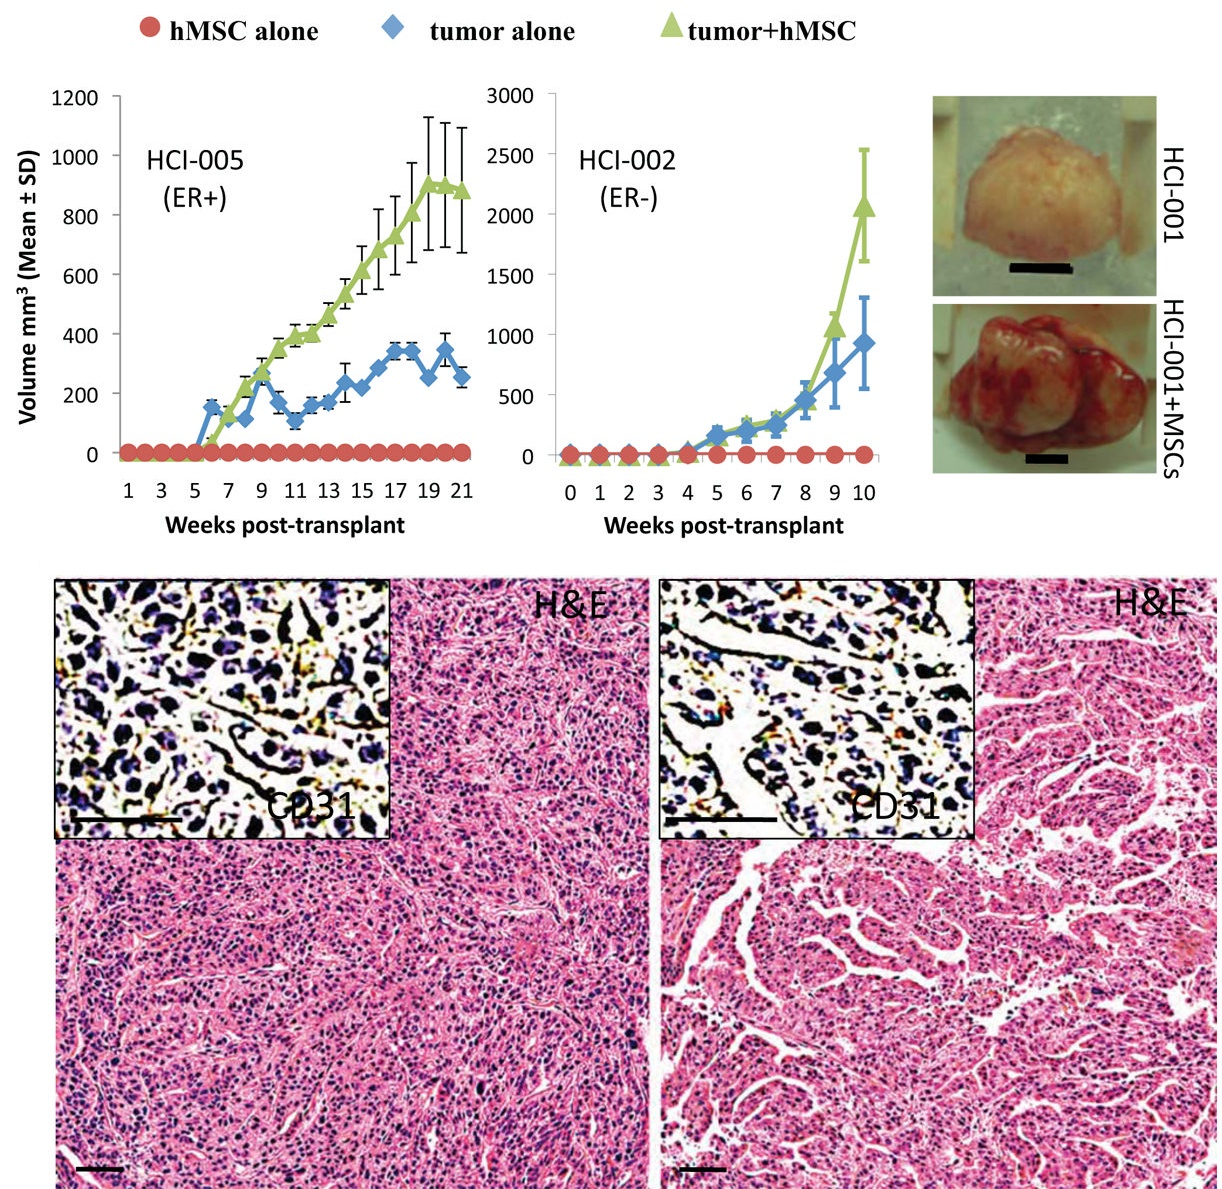 hMSC alone tumor alone tumor+hMSC
Volume mm³ (Mean ± SD)
1200
1000
800
600
400
200
0
HCI-005
(ER+)
1 3 5 7 9 11 13 15 17 19 21
Weeks post-transplant
3000
2500
2000
1500
1000
500
0
HCI-002
(ER-)
0 1 2 3 4 5 6 7 8 9 10
Weeks post-transplant
HCI-001
HCI-001+MSCs
H&E
CD31
H&E
CD31